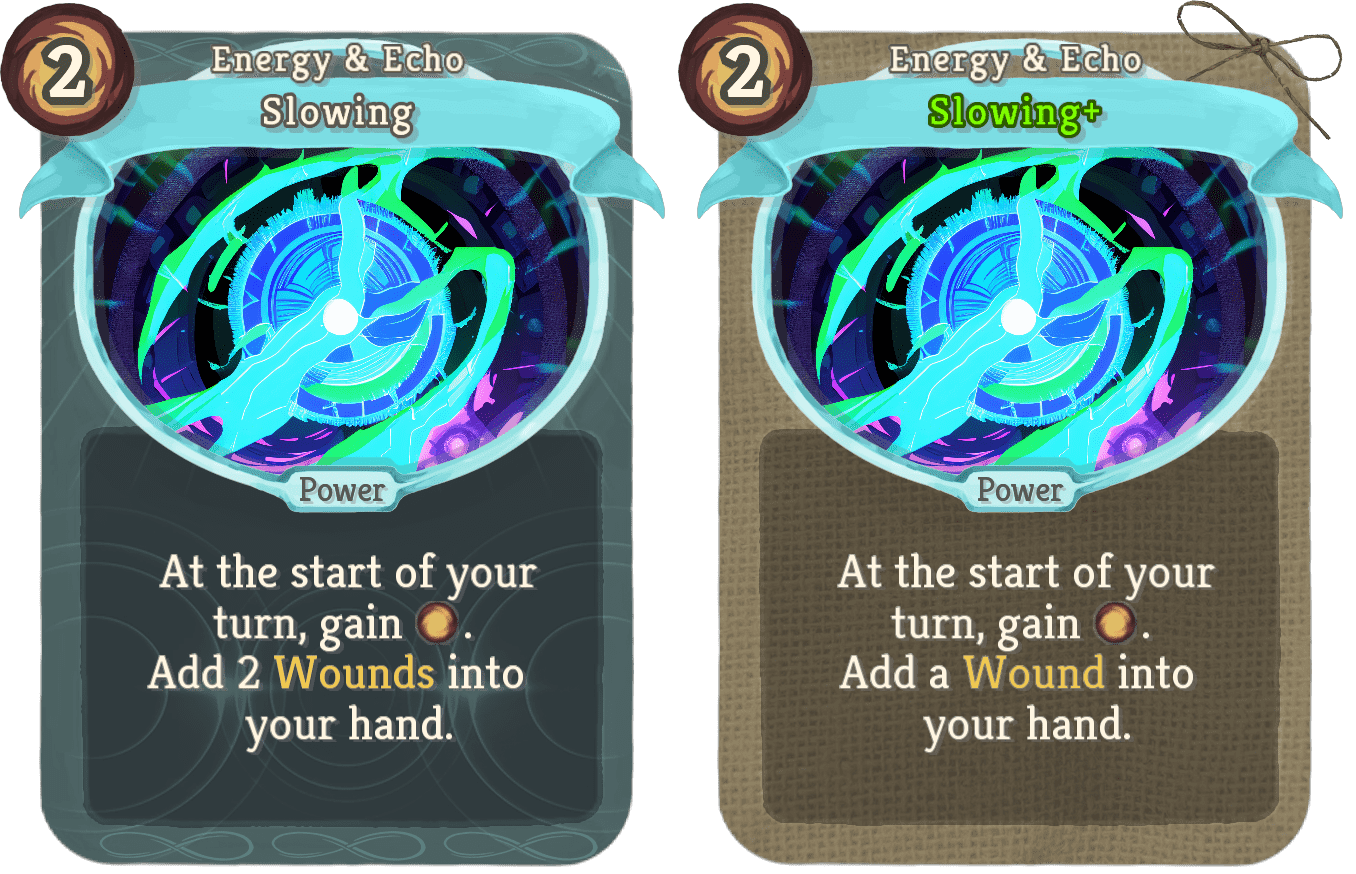 2
Energy & Echo
Slowing
Power
At the start of your
turn, gain .
Add 2 Wounds into
your hand.
2
Energy & Echo
Slowing+
Power
At the start of your
turn, gain .
Add a Wound into
your hand.